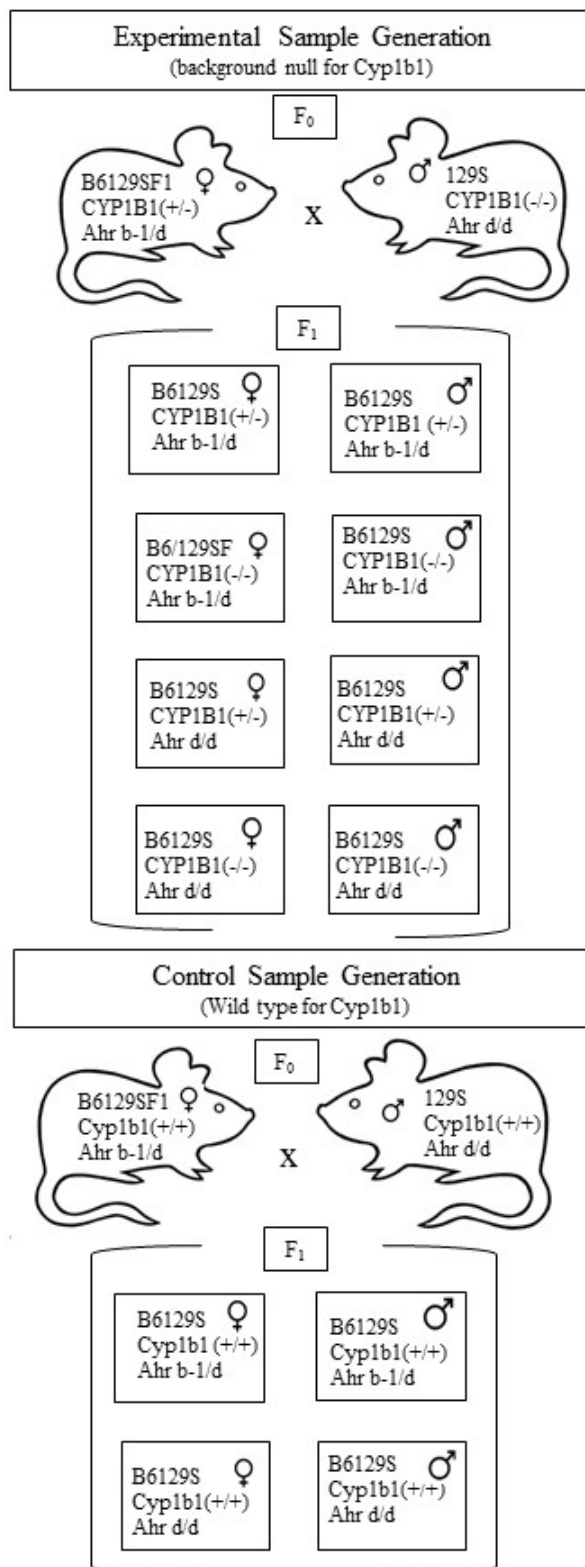 Experimental Sample Generation
(background null for Cyp1b1)
F0
B6129SF1 ♀
CYP1B1(+/-)
Ahr b-1/d
X
♂ 129S
CYP1B1(-/-)
Ahr d/d
F1
B6129S ♀
CYP1B1(+/-)
Ahr b-1/d
B6129S ♂
CYP1B1 (+/-)
Ahr b-1/d
B6/129SF ♀
CYP1B1(-/-)
Ahr b-1/d
B6129S ♂
CYP1B1(-/-)
Ahr b-1/d
B6129S ♀
CYP1B1(+/-)
Ahr d/d
B6129S ♂
CYP1B1(+/-)
Ahr d/d
B6129S ♀
CYP1B1(-/-)
Ahr d/d
B6129S ♂
CYP1B1(-/-)
Ahr d/d
Control Sample Generation
(Wild type for Cyp1b1)
F0
B6129SF1 ♀
Cyp1b1(+/+)
Ahr b-1/d
X
♂ 129S
Cyp1b1(+/+)
Ahr d/d
F1
B6129S ♀
Cyp1b1 (+/+)
Ahr b-1/d
B6129S ♂
Cyp1b1(+/+)
Ahr b-1/d
B6129S ♀
Cyp1b1(+/+)
Ahr d/d
B6129S ♂
Cyp1b1(+/+)
Ahr d/d